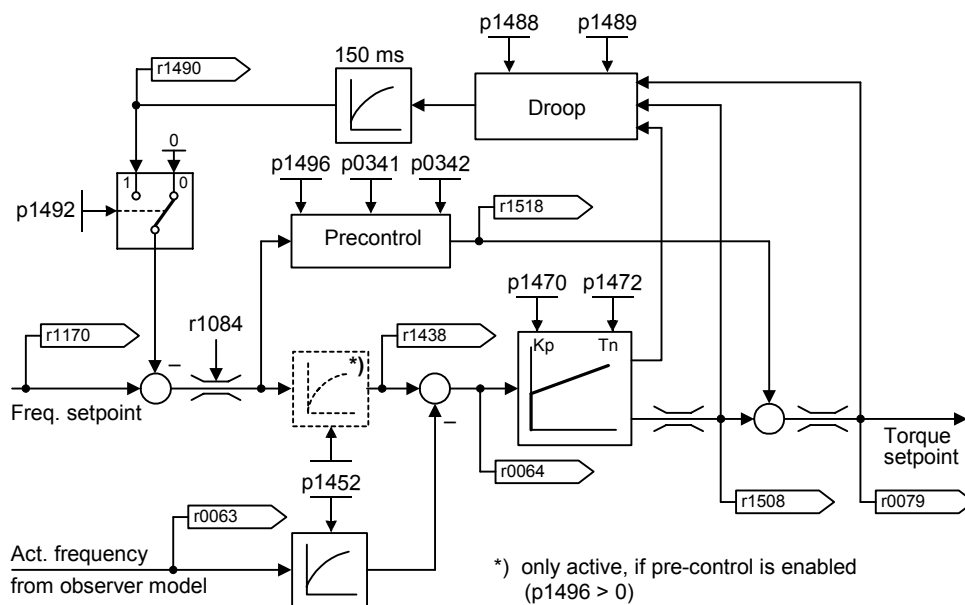 p1488
p1489
150 ms
r1490
Droop
0
p1496
p0341
p0342
1
0
r1518
p1492
Precontrol
p1470
p1472
r1170
r1084
r1438
Kp
Tn
*)
–
Freq. setpoint
–
Torque
setpoint
r0064
p1452
r1508
r0079
r0063
Act. frequency
from observer model
*) only active, if pre-control is enabled
(p1496 > 0)